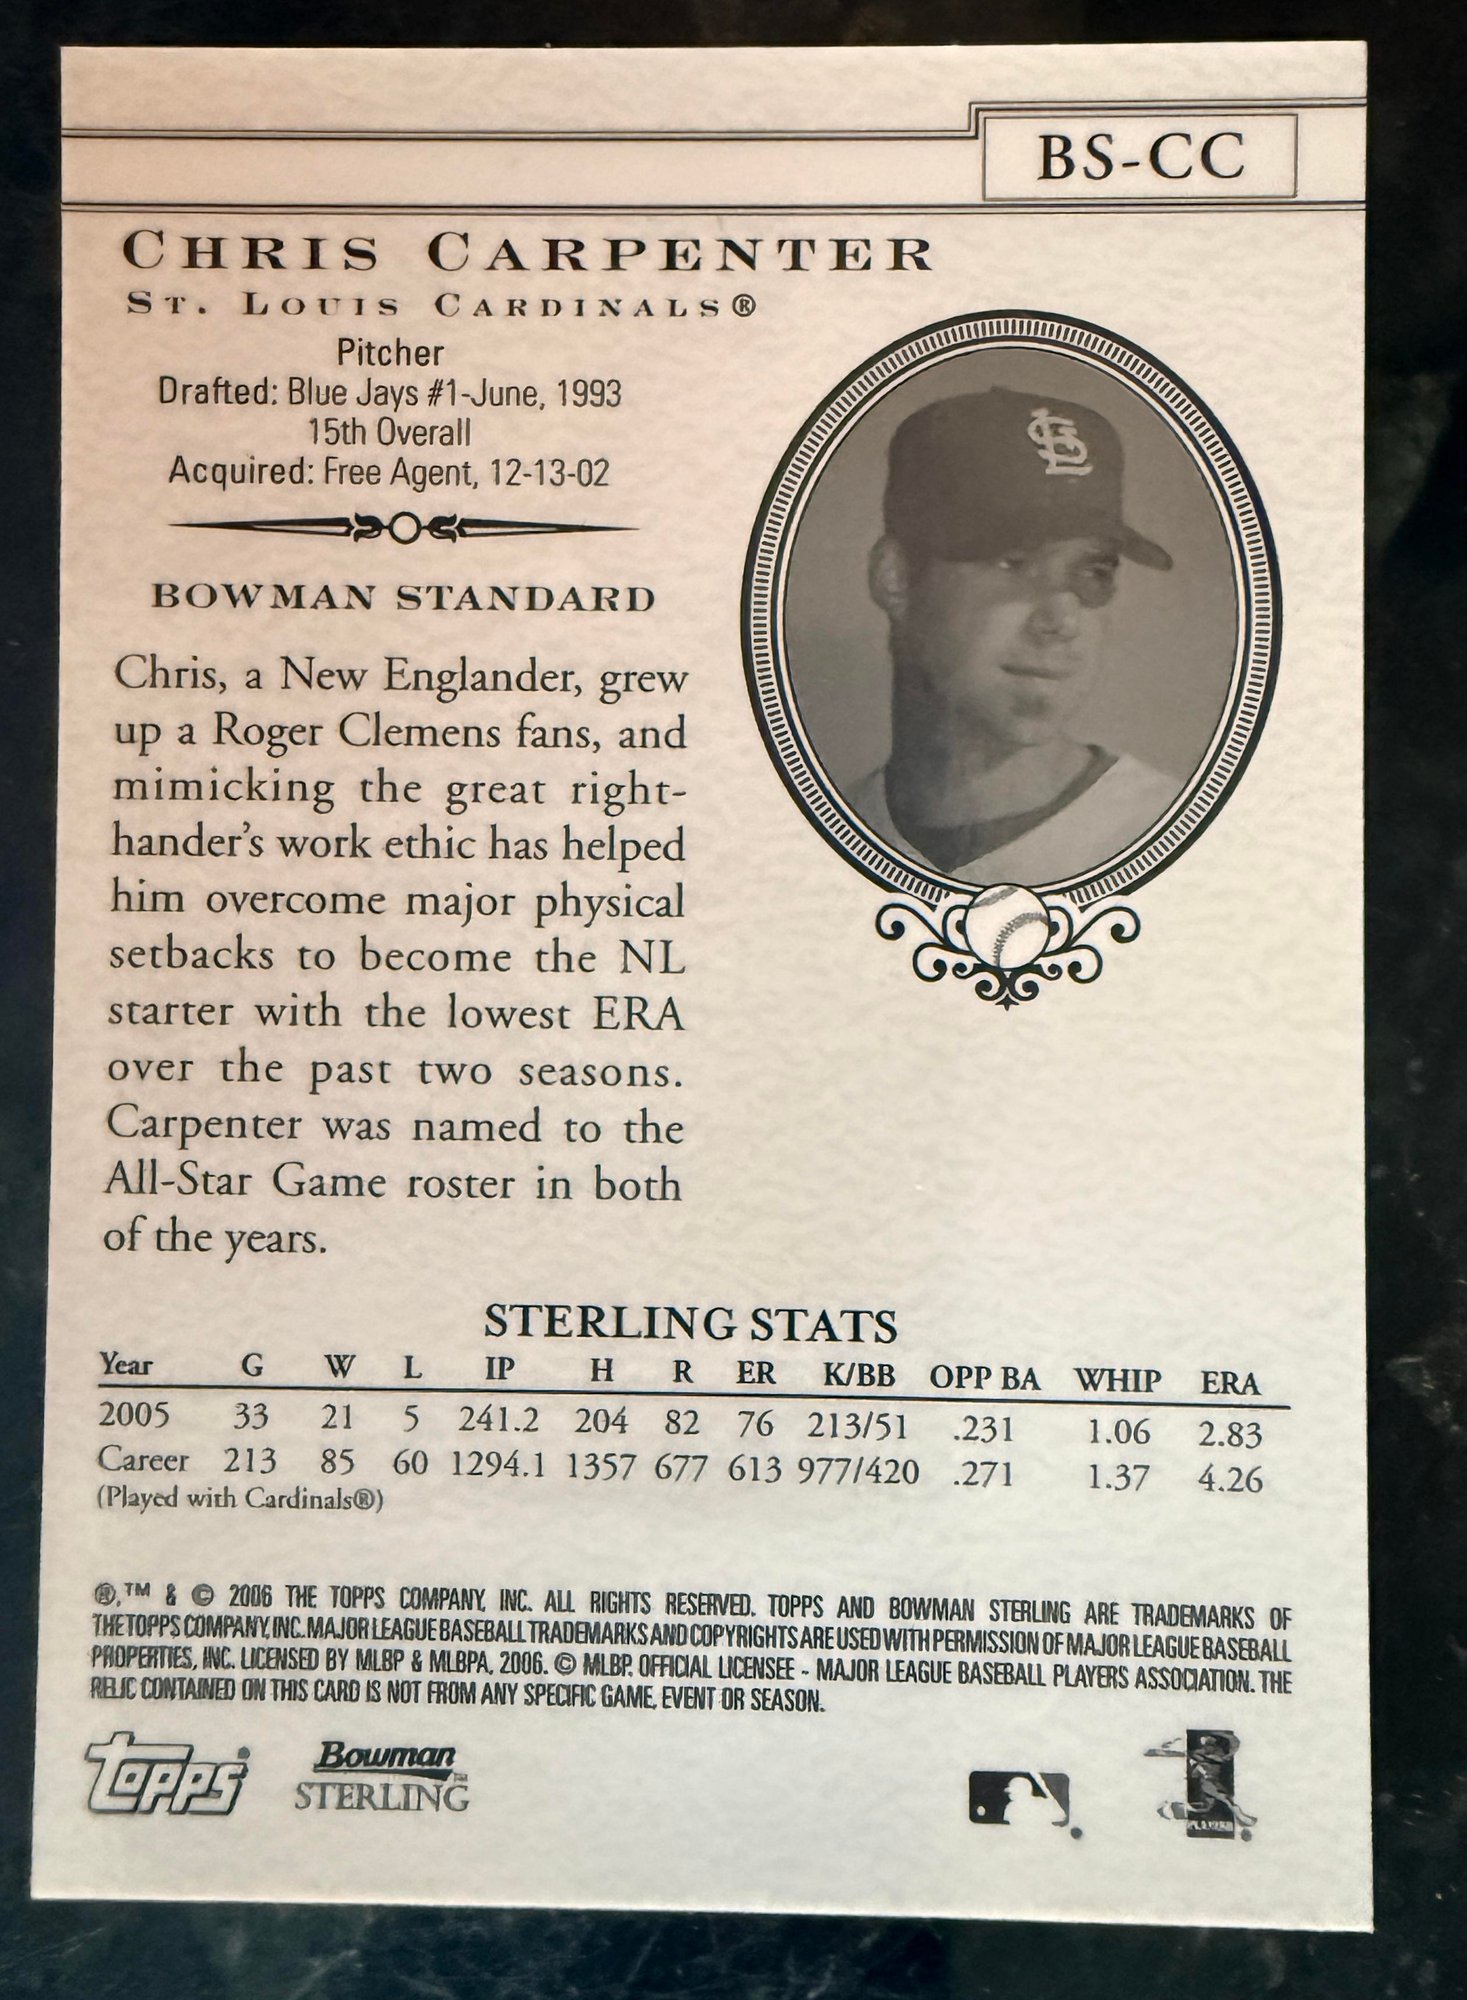 BS-CC
CHRIS CARPENTER
ST. LOUIS CARDINALS®
Pitcher
Drafted: Blue Jays #1-June, 1993
15th Overall
Acquired: Free Agent, 12-13-02
BOWMAN STANDARD
Chris, a New Englander, grew
up a Roger Clemens fans, and
mimicking the great right-
hander's work ethic has helped
him overcome major physical
setbacks to become the NL
starter with the lowest ERA
over the past two seasons.
Carpenter was named to the
All-Star Game roster in both
of the years.
STL
STERLING STATS
Year G W L IP H R ER K/BB OPP BA WHIP ERA
2005 33 21 5 241.2 204 82 76 213/51 .231 1.06 2.83
Career 213 85 60 1294.1 1357 677 613 977/420 .271 1.37 4.26
(Played with Cardinals®)
®,™ & © 2006 THE TOPPS COMPANY, INC. ALL RIGHTS RESERVED. TOPPS AND BOWMAN STERLING ARE TRADEMARKS OF
THE TOPPS COMPANY, INC. MAJOR LEAGUE BASEBALL TRADEMARKS AND COPYRIGHTS ARE USED WITH PERMISSION OF MAJOR LEAGUE BASEBALL
PROPERTIES, INC. LICENSED BY MLBP & MLBPA, 2006. © MLBP. OFFICIAL LICENSEE - MAJOR LEAGUE BASEBALL PLAYERS ASSOCIATION. THE
RELIC CONTAINED ON THIS CARD IS NOT FROM ANY SPECIFIC GAME, EVENT OR SEASON.
TOPPS
Bowman
STERLING™